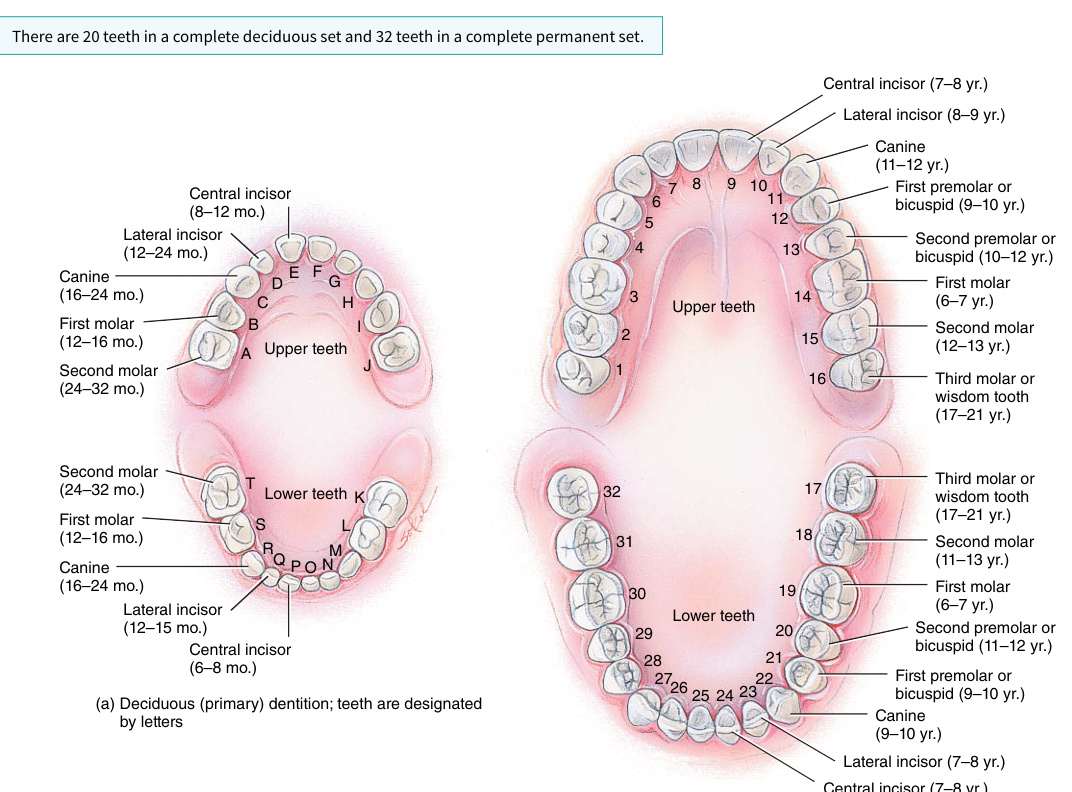 There are 20 teeth in a complete deciduous set and 32 teeth in a complete permanent set.
Central incisor
(8–12 mo.)
Lateral incisor
(12–24 mo.)
Canine
(16–24 mo.)
First molar
(12–16 mo.)
Second molar
(24–32 mo.)
A
B
C
D
E
F
G
H
I
J
Upper teeth
Second molar
(24–32 mo.)
First molar
(12–16 mo.)
Canine
(16–24 mo.)
Lateral incisor
(12–15 mo.)
Central incisor
(6–8 mo.)
Lower teeth
K
L
M
N
O
P
Q
R
S
T
(a) Deciduous (primary) dentition; teeth are designated
by letters
Central incisor (7–8 yr.)
Lateral incisor (8–9 yr.)
Canine
(11–12 yr.)
First premolar or
bicuspid (9–10 yr.)
Second premolar or
bicuspid (10–12 yr.)
First molar
(6–7 yr.)
Second molar
(12–13 yr.)
Third molar or
wisdom tooth
(17–21 yr.)
1
2
3
4
5
6
7
8
9
10
11
12
13
14
15
16
Upper teeth
Third molar or
wisdom tooth
(17–21 yr.)
Second molar
(11–13 yr.)
First molar
(6–7 yr.)
Second premolar or
bicuspid (11–12 yr.)
First premolar or
bicuspid (9–10 yr.)
Canine
(9–10 yr.)
Lateral incisor (7–8 yr.)
Central incisor (7–8 yr.)
17
18
19
20
21
22
23
24
25
26
27
28
29
30
31
32
Lower teeth